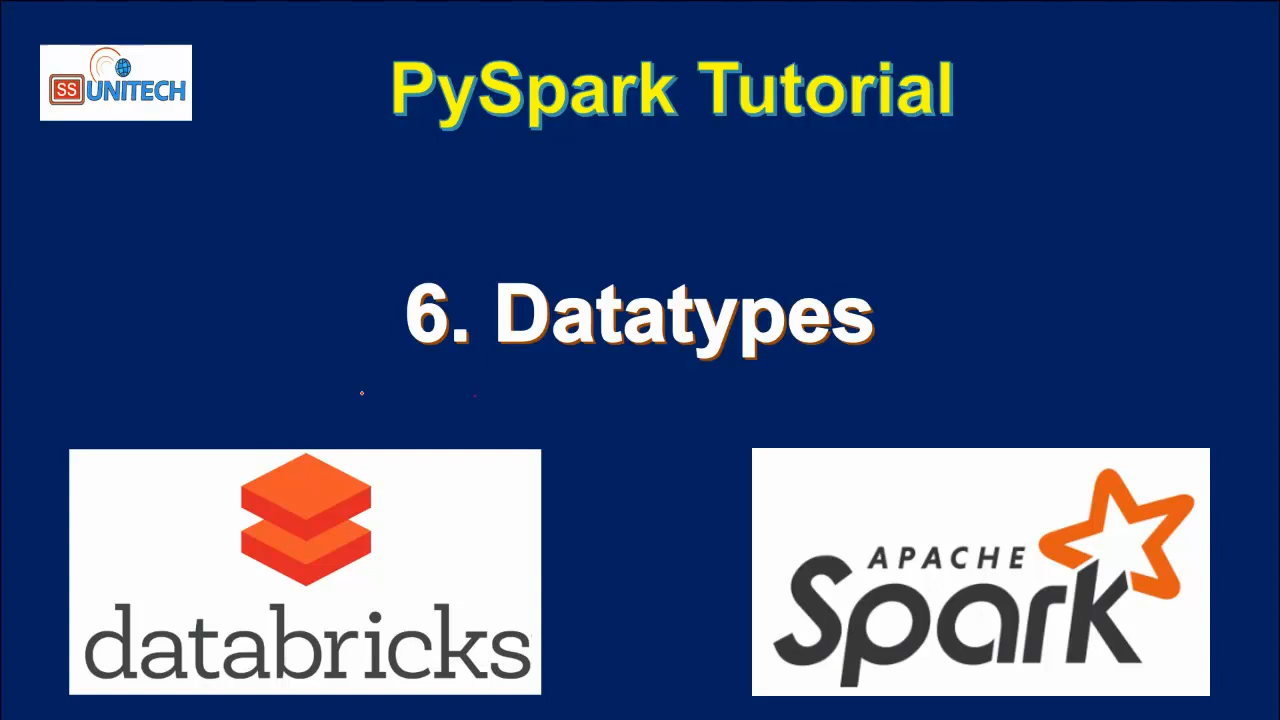 SS UNITECH
PySpark Tutorial
6. Datatypes
databricks
APACHE
Spark